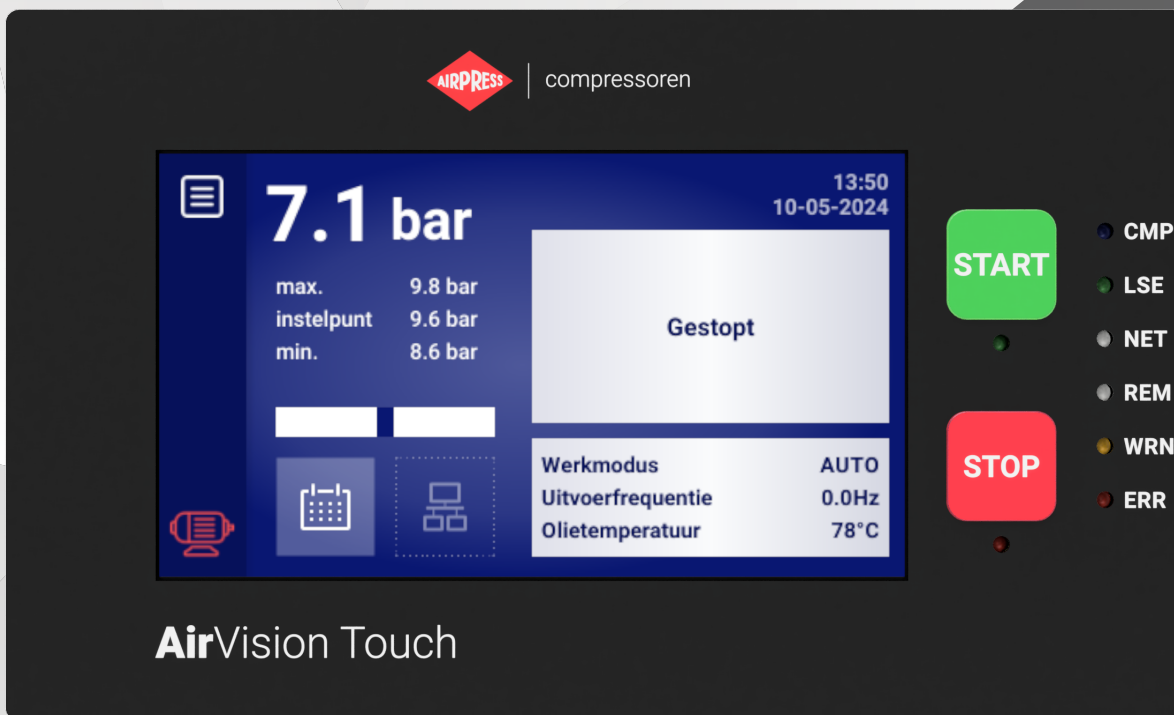 AIRPRESS compressoren
7.1 bar
13:50
10-05-2024
max. 9.8 bar
instelpunt 9.6 bar
min. 8.6 bar
Gestopt
Werkmodus AUTO
Uitvoerfrequentie 0.0Hz
Olietemperatuur 78°C
START
STOP
CMP
LSE
NET
REM
WRN
ERR
AirVision Touch